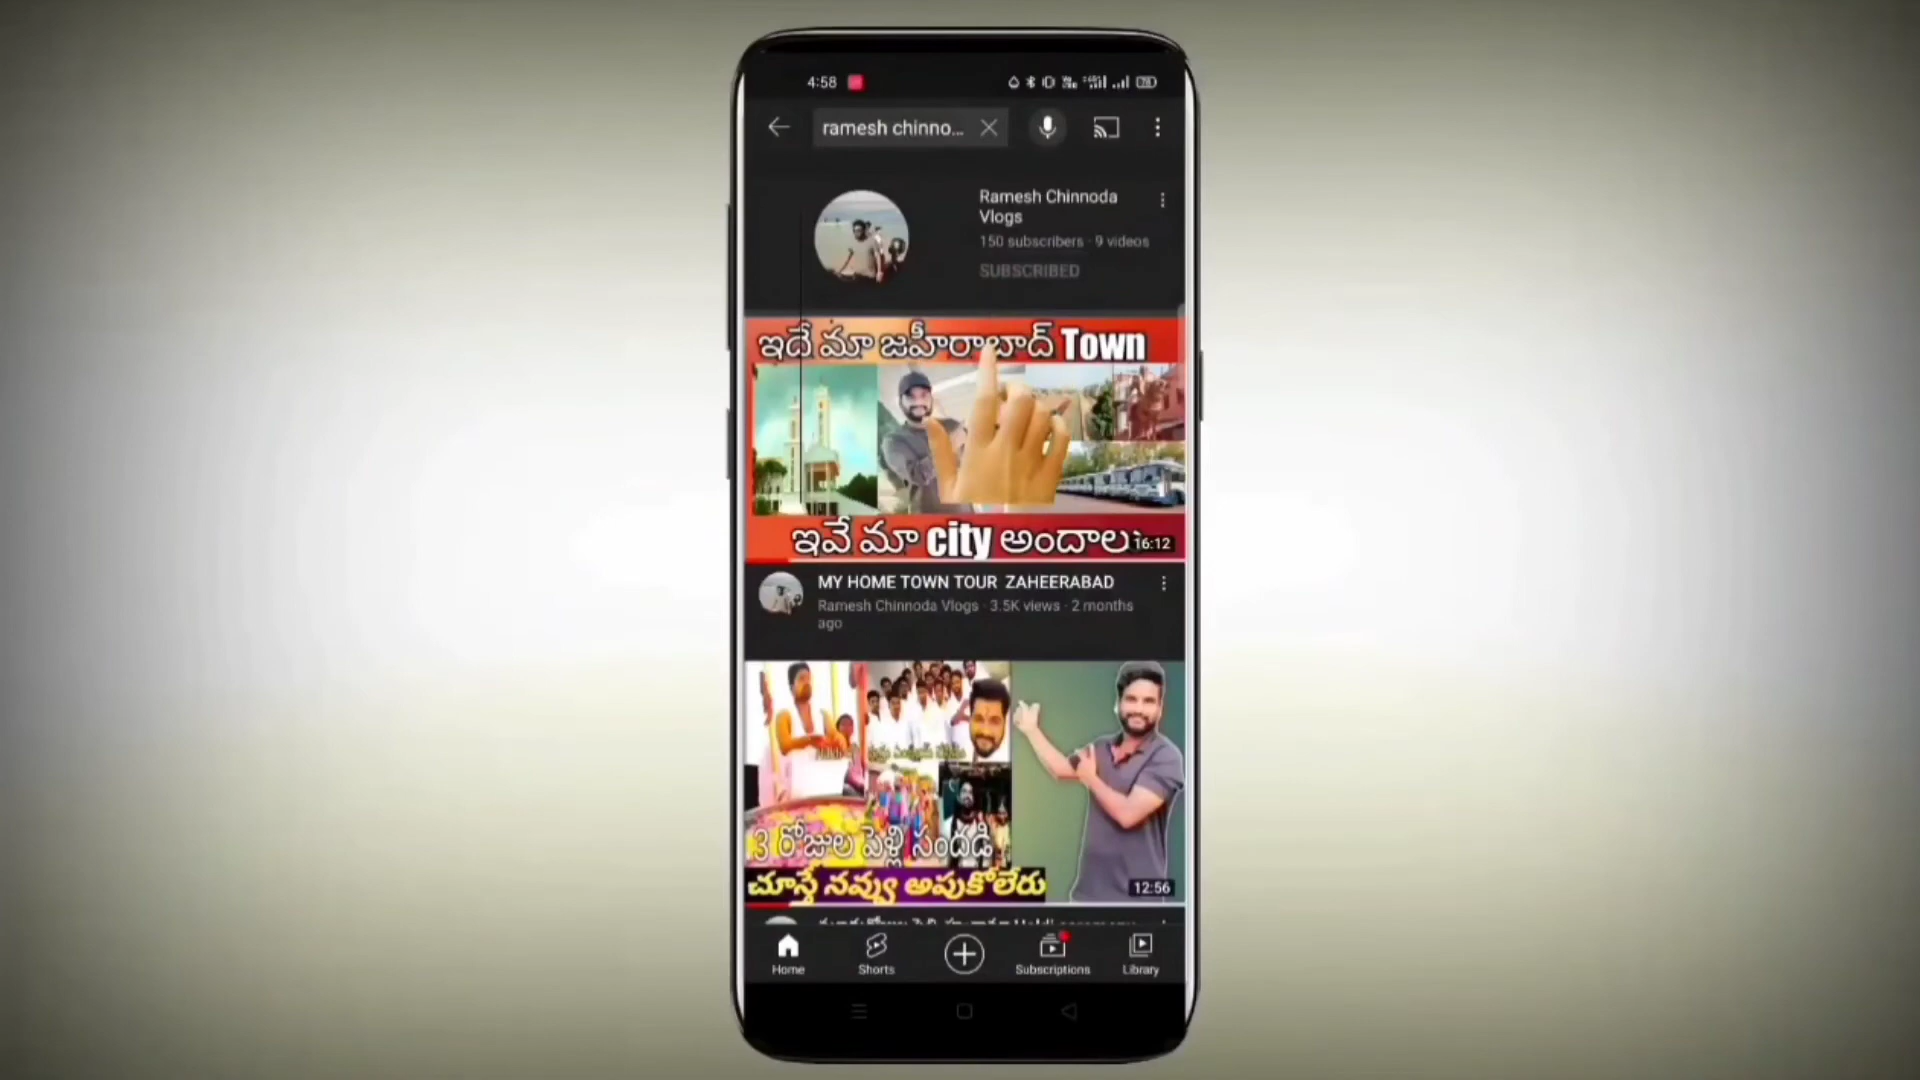 4:58
ramesh chinno...
Ramesh Chinnoda
Vlogs
150 subscribers · 9 videos
SUBSCRIBED
ఇదే మా జహీరాబాద్ Town
ఇవే మా city అందాలు
16:12
MY HOME TOWN TOUR ZAHEERABAD
Ramesh Chinnoda Vlogs · 3.5K views · 2 months
ago
3 రోజుల పెళ్లి సందడి
చూస్తే నవ్వు అపుకోలేరు
12:56
Home
Shorts
Subscriptions
Library